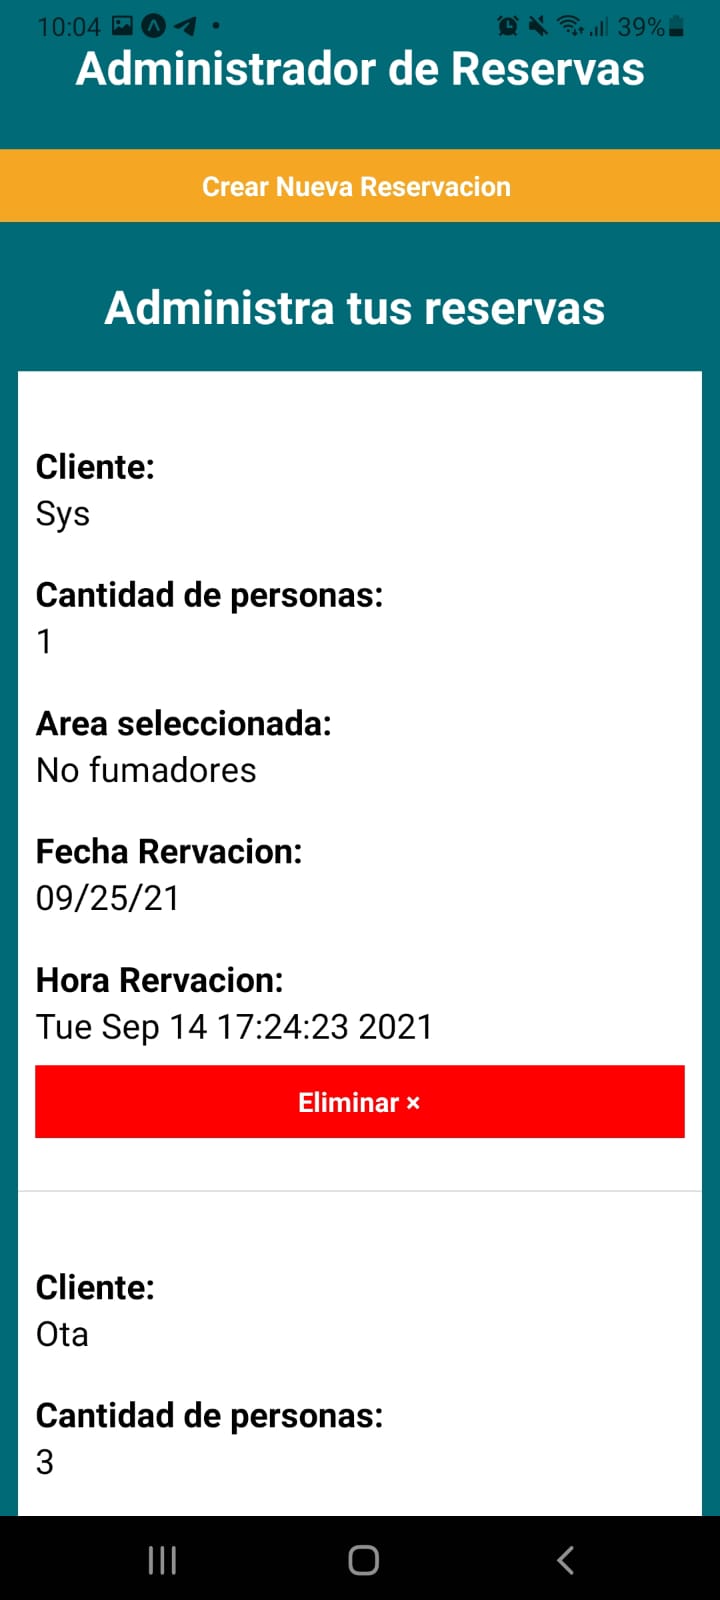 10:04
39%
Administrador de Reservas
Crear Nueva Reservacion
Administra tus reservas
Cliente:
Sys
Cantidad de personas:
1
Area seleccionada:
No fumadores
Fecha Rervacion:
09/25/21
Hora Rervacion:
Tue Sep 14 17:24:23 2021
Eliminar ×
Cliente:
Ota
Cantidad de personas:
3